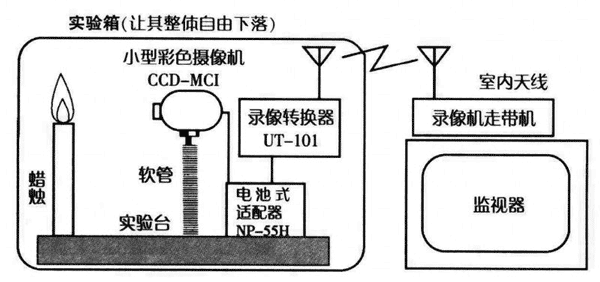 实验箱(让其整体自由下落)
小型彩色摄像机
CCD-MCI
录像转换器
UT-101
蜡烛
软管
实验台
电池式
适配器
NP-55H
室内天线
录像机走带机
监视器